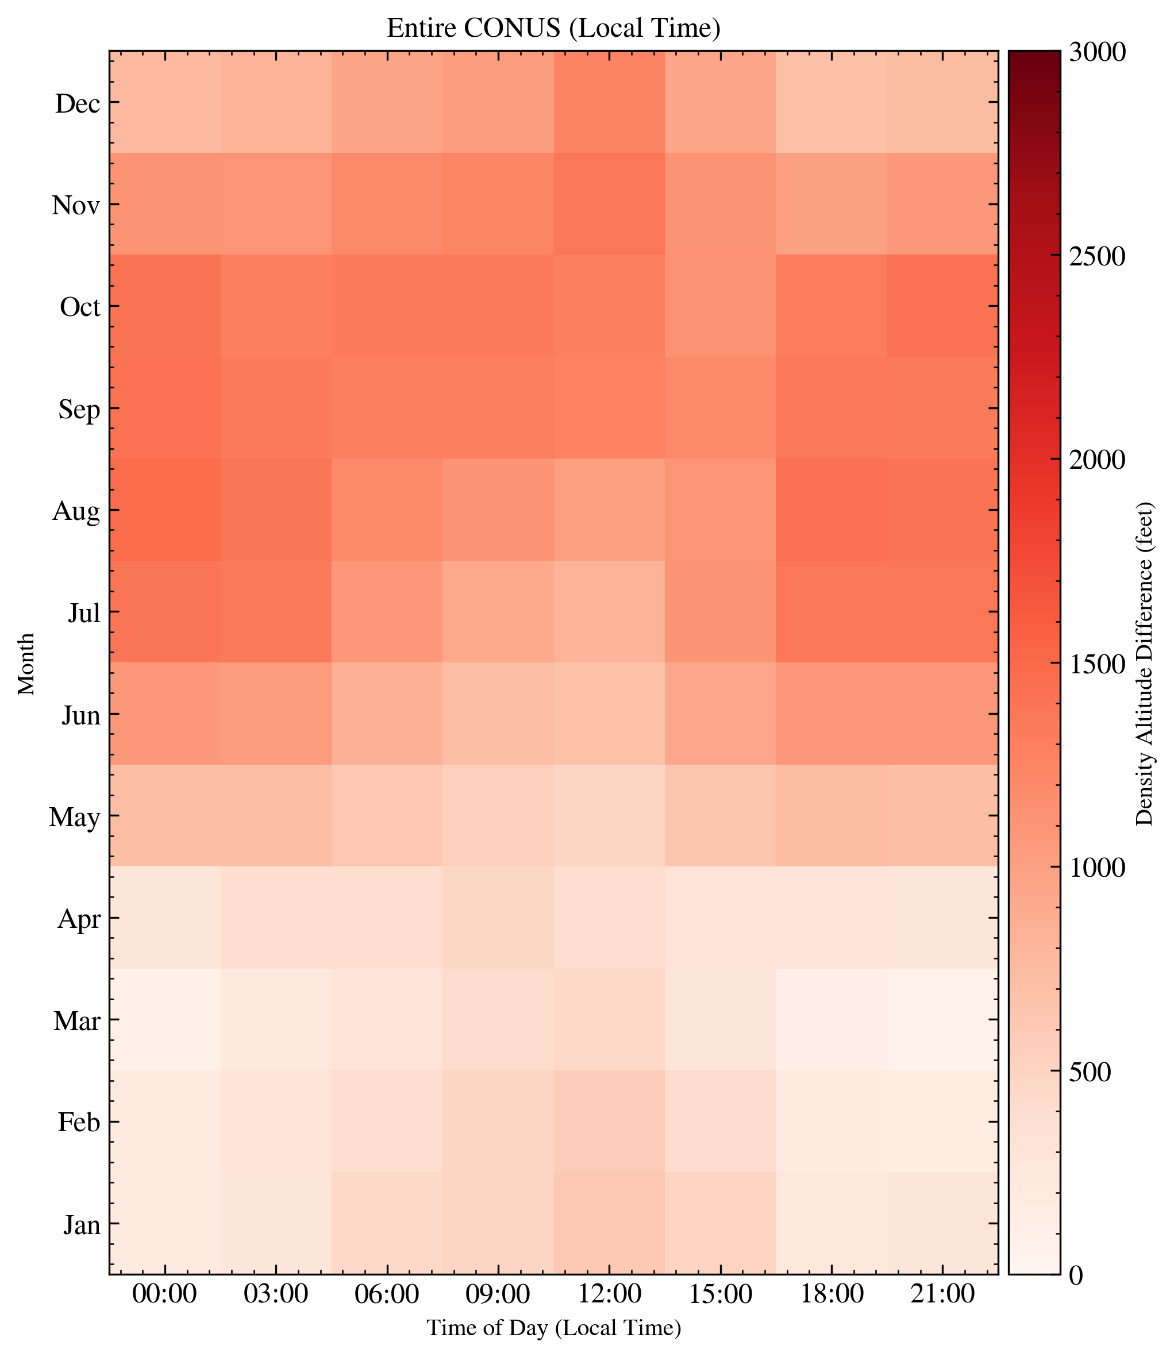 Entire CONUS (Local Time)
Dec
Nov
Oct
Sep
Aug
Jul
Jun
May
Apr
Mar
Feb
Jan
Month
00:00 03:00 06:00 09:00 12:00 15:00 18:00 21:00
Time of Day (Local Time)
3000
2500
2000
1500
1000
500
0
Density Altitude Difference (feet)